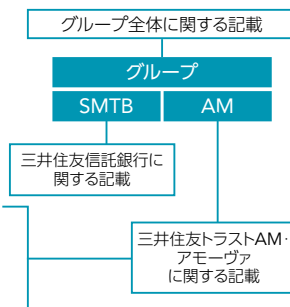 グループ全体に関する記載
グループ
SMTB AM
三井住友信託銀行に
関する記載
三井住友トラストAM・
アモーヴァ
に関する記載